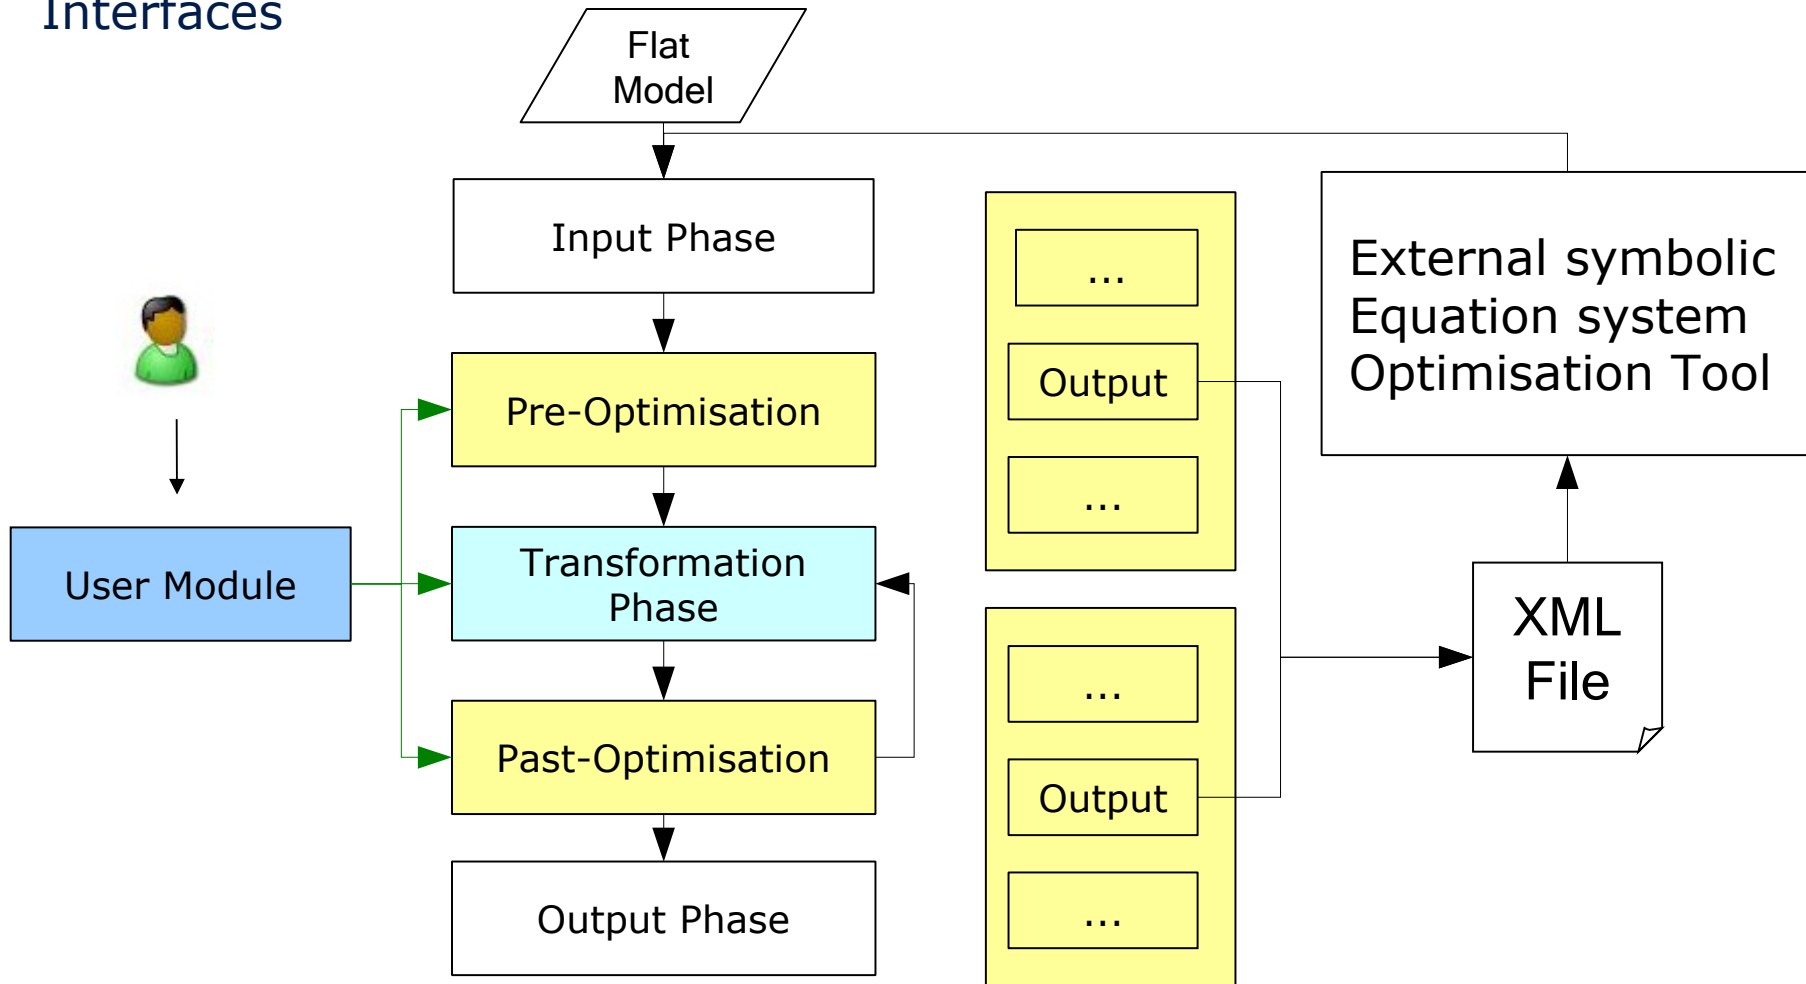 Interfaces
Flat
Model
Input Phase
Pre-Optimisation
User Module
Transformation
Phase
Past-Optimisation
Output Phase
...
Output
...
...
Output
...
External symbolic
Equation system
Optimisation Tool
XML
File